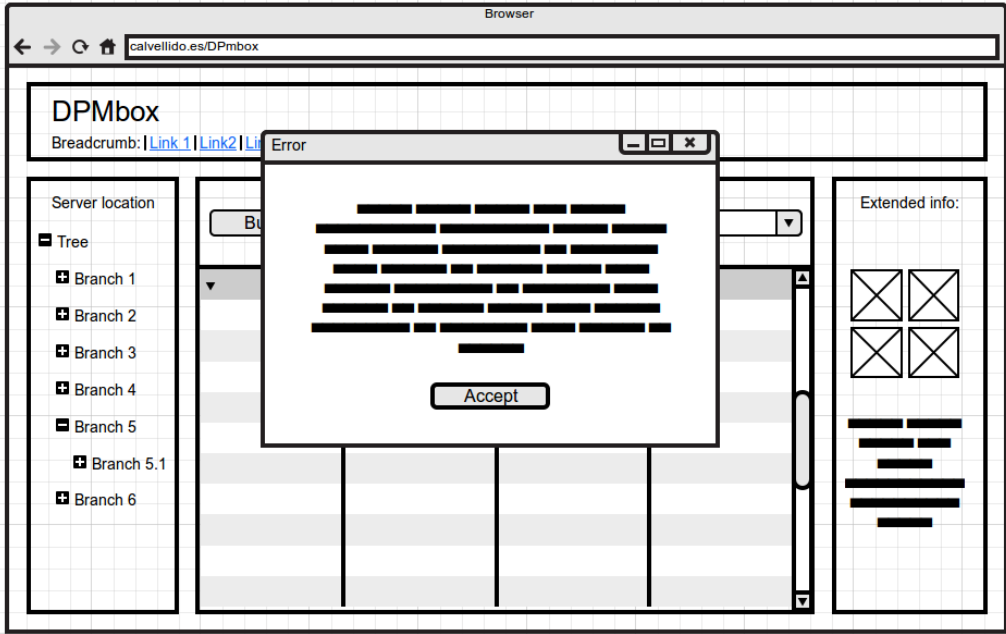 Browser
calvellido.es/DPmbox
DPMbox
Breadcrumb: Link 1 Link2
Error
Server location
Tree
Branch 1
Branch 2
Branch 3
Branch 4
Branch 5
Branch 5.1
Branch 6
Accept
Extended info: